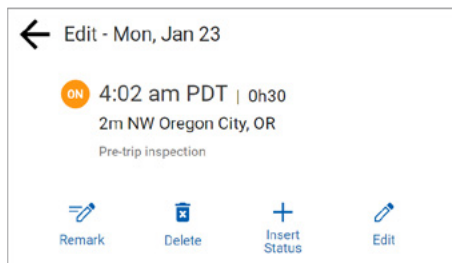 Edit - Mon, Jan 23
ON 4:02 am PDT | 0h30
2m NW Oregon City, OR
Pre-trip inspection
Remark Delete Insert Status Edit